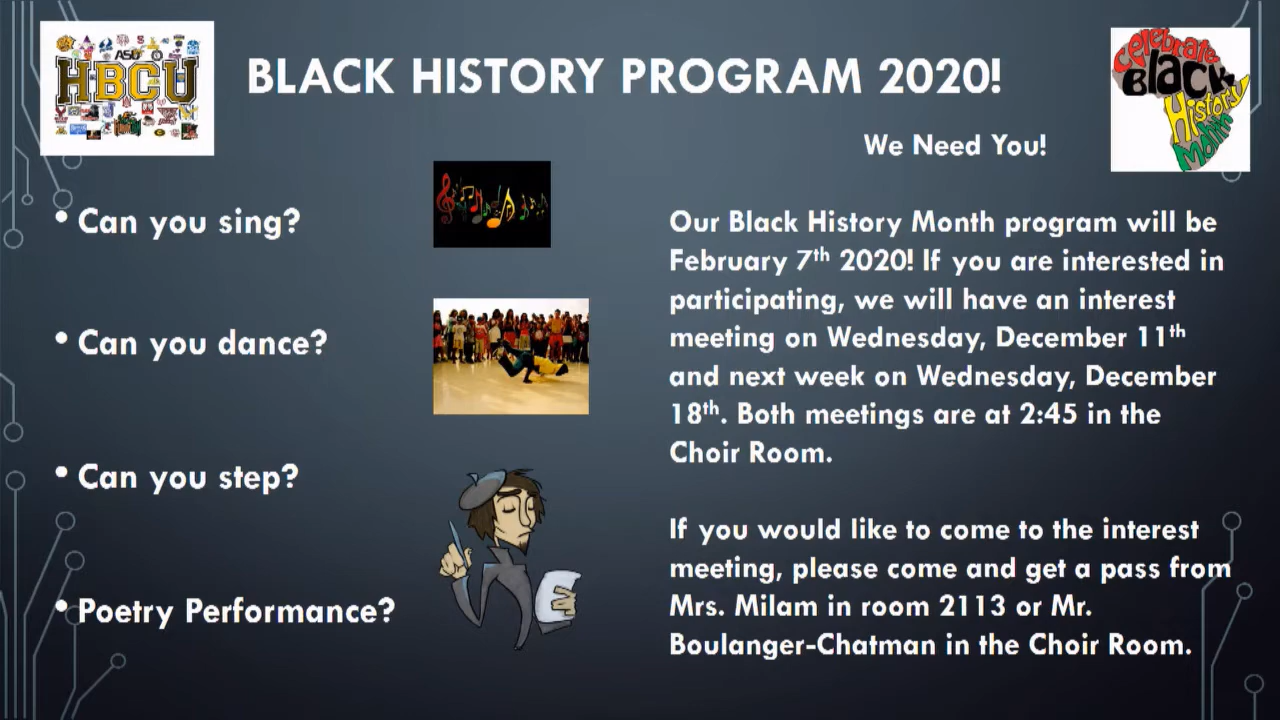 HBCU
ASU
BLACK HISTORY PROGRAM 2020!
Celebrate
Black
History
Month
We Need You!
• Can you sing?
• Can you dance?
• Can you step?
• Poetry Performance?
Our Black History Month program will be
February 7th 2020! If you are interested in
participating, we will have an interest
meeting on Wednesday, December 11th
and next week on Wednesday, December
18th. Both meetings are at 2:45 in the
Choir Room.
If you would like to come to the interest
meeting, please come and get a pass from
Mrs. Milam in room 2113 or Mr.
Boulanger-Chatman in the Choir Room.